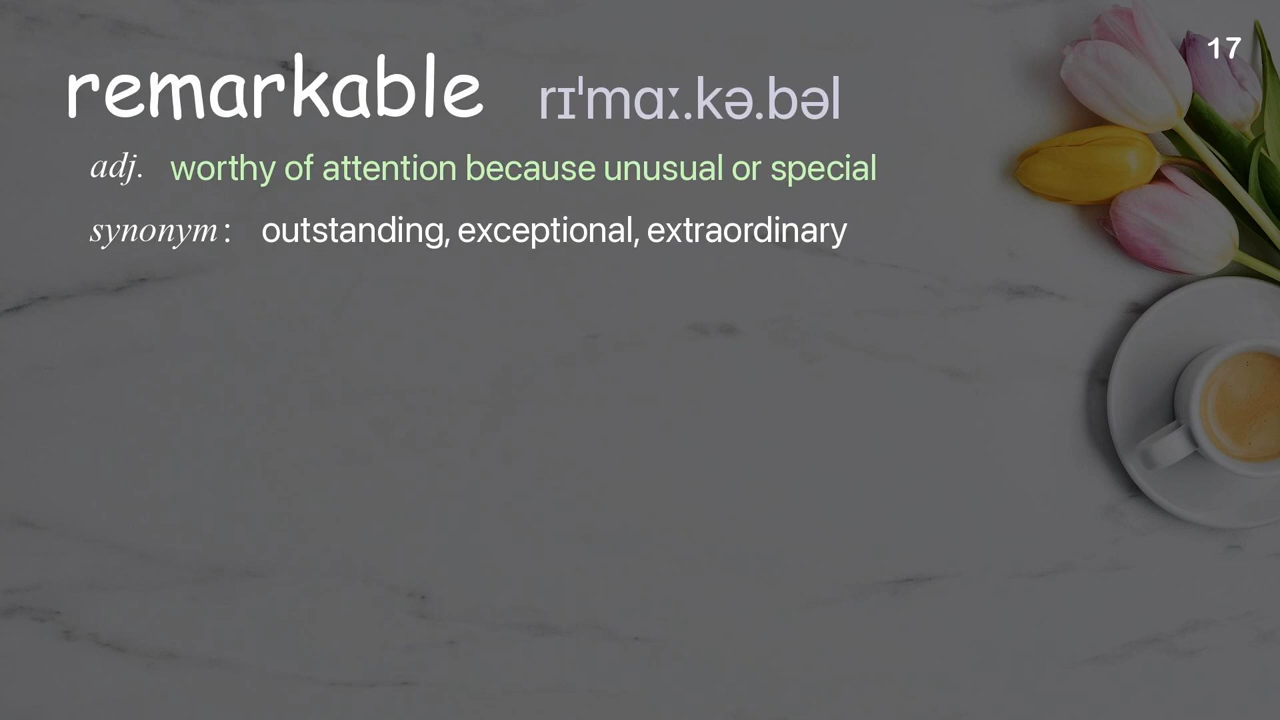 17
remarkable rɪˈmɑː.kə.bəl
adj. worthy of attention because unusual or special
synonym: outstanding, exceptional, extraordinary